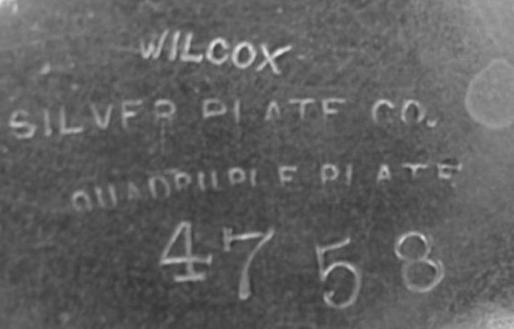 WILCOX
SILVER PLATE CO.
QUADRUPLE PLATE
4758